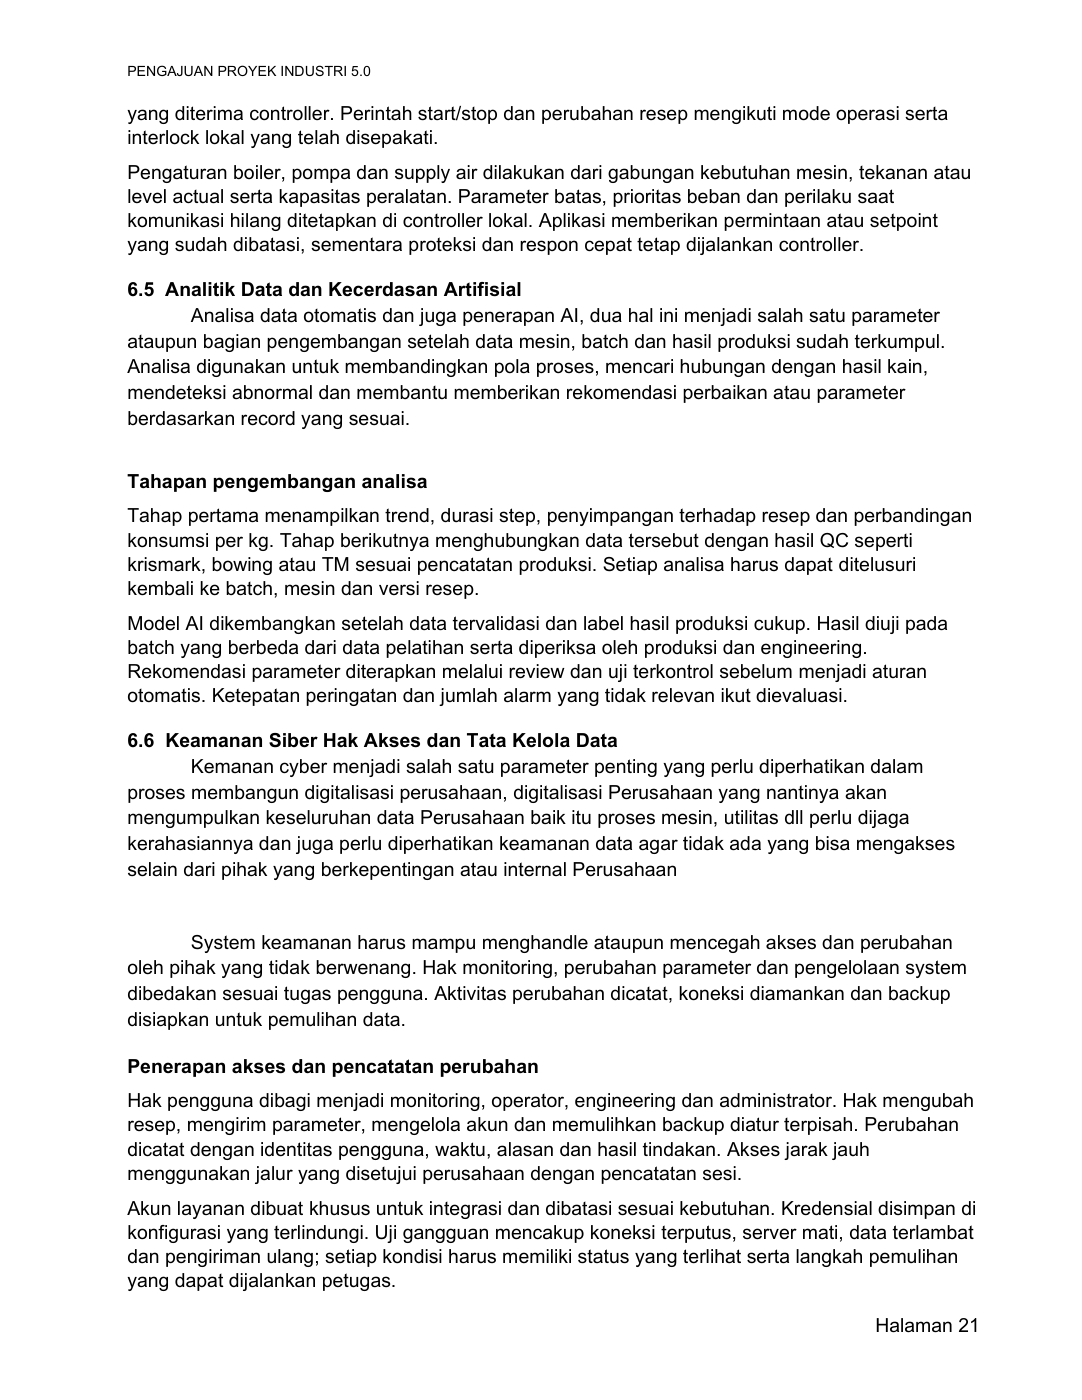 PENGAJUAN PROYEK INDUSTRI 5.0
yang diterima controller. Perintah start/stop dan perubahan resep mengikuti mode operasi serta
interlock lokal yang telah disepakati.
Pengaturan boiler, pompa dan supply air dilakukan dari gabungan kebutuhan mesin, tekanan atau
level actual serta kapasitas peralatan. Parameter batas, prioritas beban dan perilaku saat
komunikasi hilang ditetapkan di controller lokal. Aplikasi memberikan permintaan atau setpoint
yang sudah dibatasi, sementara proteksi dan respon cepat tetap dijalankan controller.
6.5 Analitik Data dan Kecerdasan Artifisial
Analisa data otomatis dan juga penerapan AI, dua hal ini menjadi salah satu parameter
ataupun bagian pengembangan setelah data mesin, batch dan hasil produksi sudah terkumpul.
Analisa digunakan untuk membandingkan pola proses, mencari hubungan dengan hasil kain,
mendeteksi abnormal dan membantu memberikan rekomendasi perbaikan atau parameter
berdasarkan record yang sesuai.
Tahapan pengembangan analisa
Tahap pertama menampilkan trend, durasi step, penyimpangan terhadap resep dan perbandingan
konsumsi per kg. Tahap berikutnya menghubungkan data tersebut dengan hasil QC seperti
krismark, bowing atau TM sesuai pencatatan produksi. Setiap analisa harus dapat ditelusuri
kembali ke batch, mesin dan versi resep.
Model AI dikembangkan setelah data tervalidasi dan label hasil produksi cukup. Hasil diuji pada
batch yang berbeda dari data pelatihan serta diperiksa oleh produksi dan engineering.
Rekomendasi parameter diterapkan melalui review dan uji terkontrol sebelum menjadi aturan
otomatis. Ketepatan peringatan dan jumlah alarm yang tidak relevan ikut dievaluasi.
6.6 Keamanan Siber Hak Akses dan Tata Kelola Data
Kemanan cyber menjadi salah satu parameter penting yang perlu diperhatikan dalam
proses membangun digitalisasi perusahaan, digitalisasi Perusahaan yang nantinya akan
mengumpulkan keseluruhan data Perusahaan baik itu proses mesin, utilitas dll perlu dijaga
kerahasiannya dan juga perlu diperhatikan keamanan data agar tidak ada yang bisa mengakses
selain dari pihak yang berkepentingan atau internal Perusahaan
System keamanan harus mampu menghandle ataupun mencegah akses dan perubahan
oleh pihak yang tidak berwenang. Hak monitoring, perubahan parameter dan pengelolaan system
dibedakan sesuai tugas pengguna. Aktivitas perubahan dicatat, koneksi diamankan dan backup
disiapkan untuk pemulihan data.
Penerapan akses dan pencatatan perubahan
Hak pengguna dibagi menjadi monitoring, operator, engineering dan administrator. Hak mengubah
resep, mengirim parameter, mengelola akun dan memulihkan backup diatur terpisah. Perubahan
dicatat dengan identitas pengguna, waktu, alasan dan hasil tindakan. Akses jarak jauh
menggunakan jalur yang disetujui perusahaan dengan pencatatan sesi.
Akun layanan dibuat khusus untuk integrasi dan dibatasi sesuai kebutuhan. Kredensial disimpan di
konfigurasi yang terlindungi. Uji gangguan mencakup koneksi terputus, server mati, data terlambat
dan pengiriman ulang; setiap kondisi harus memiliki status yang terlihat serta langkah pemulihan
yang dapat dijalankan petugas.
Halaman 21